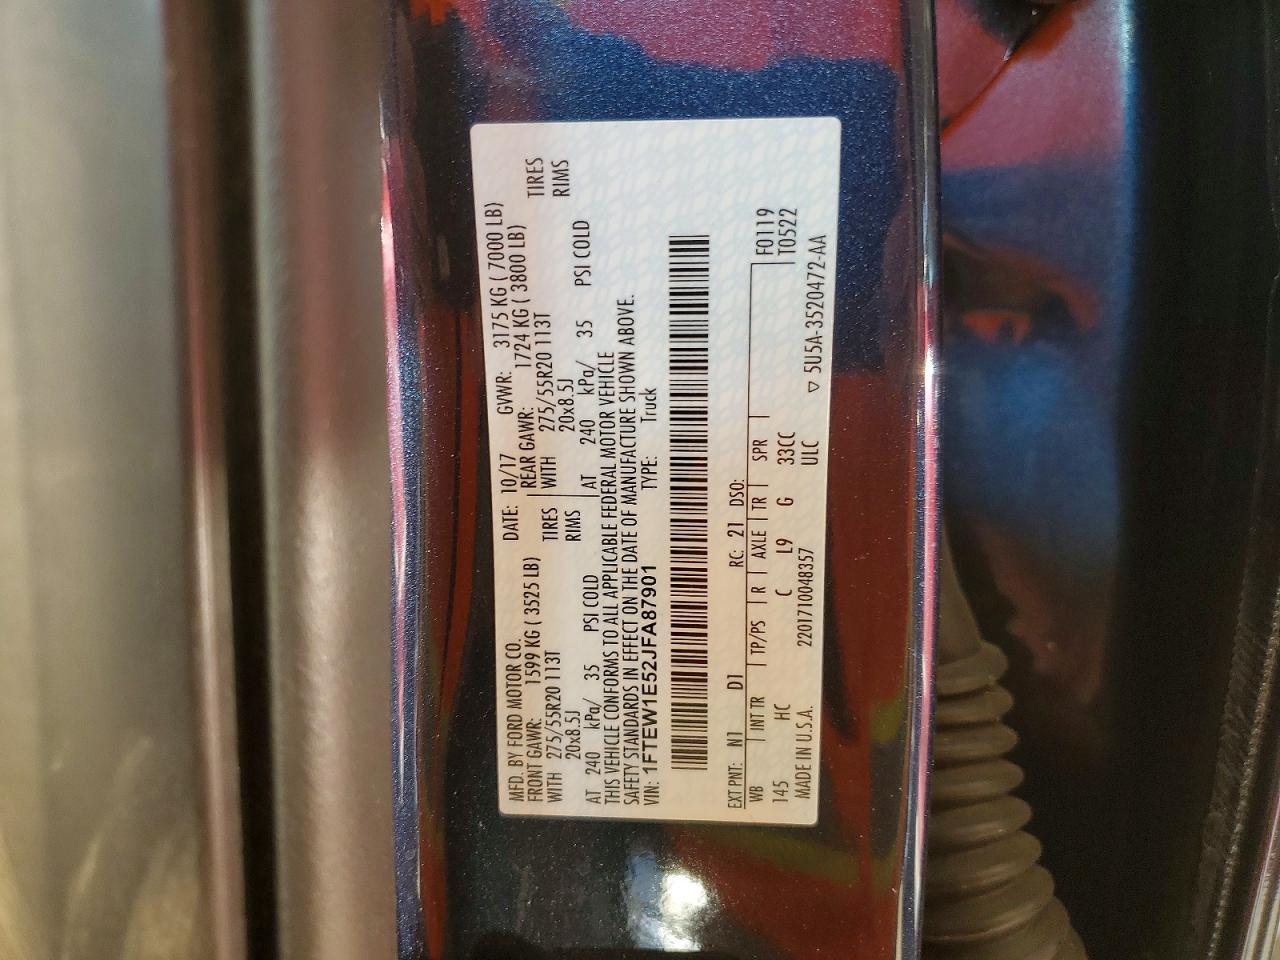 MFD. BY FORD MOTOR CO. DATE: 10/17 GVWR: 3175 KG ( 7000 LB)
FRONT GAWR: 1599 KG ( 3525 LB) REAR GAWR: 1724 KG ( 3800 LB)
WITH 275/55R20 113T TIRES WITH 275/55R20 113T TIRES
20x8.5J RIMS 20x8.5J RIMS
AT 240 kPa/ 35 PSI COLD AT 240 kPa/ 35 PSI COLD
THIS VEHICLE CONFORMS TO ALL APPLICABLE FEDERAL MOTOR VEHICLE
SAFETY STANDARDS IN EFFECT ON THE DATE OF MANUFACTURE SHOWN ABOVE.
VIN: 1FTEW1E52JFA87901 TYPE: Truck
EXT PNT: N1 D1 RC: 21 DSO:
WB INT TR TP/PS R AXLE TR SPR F0119
145 HC C L9 G 33CC T0522
MADE IN U.S.A. 2201710048357 ULC ▽ 5U5A-3520472-AA